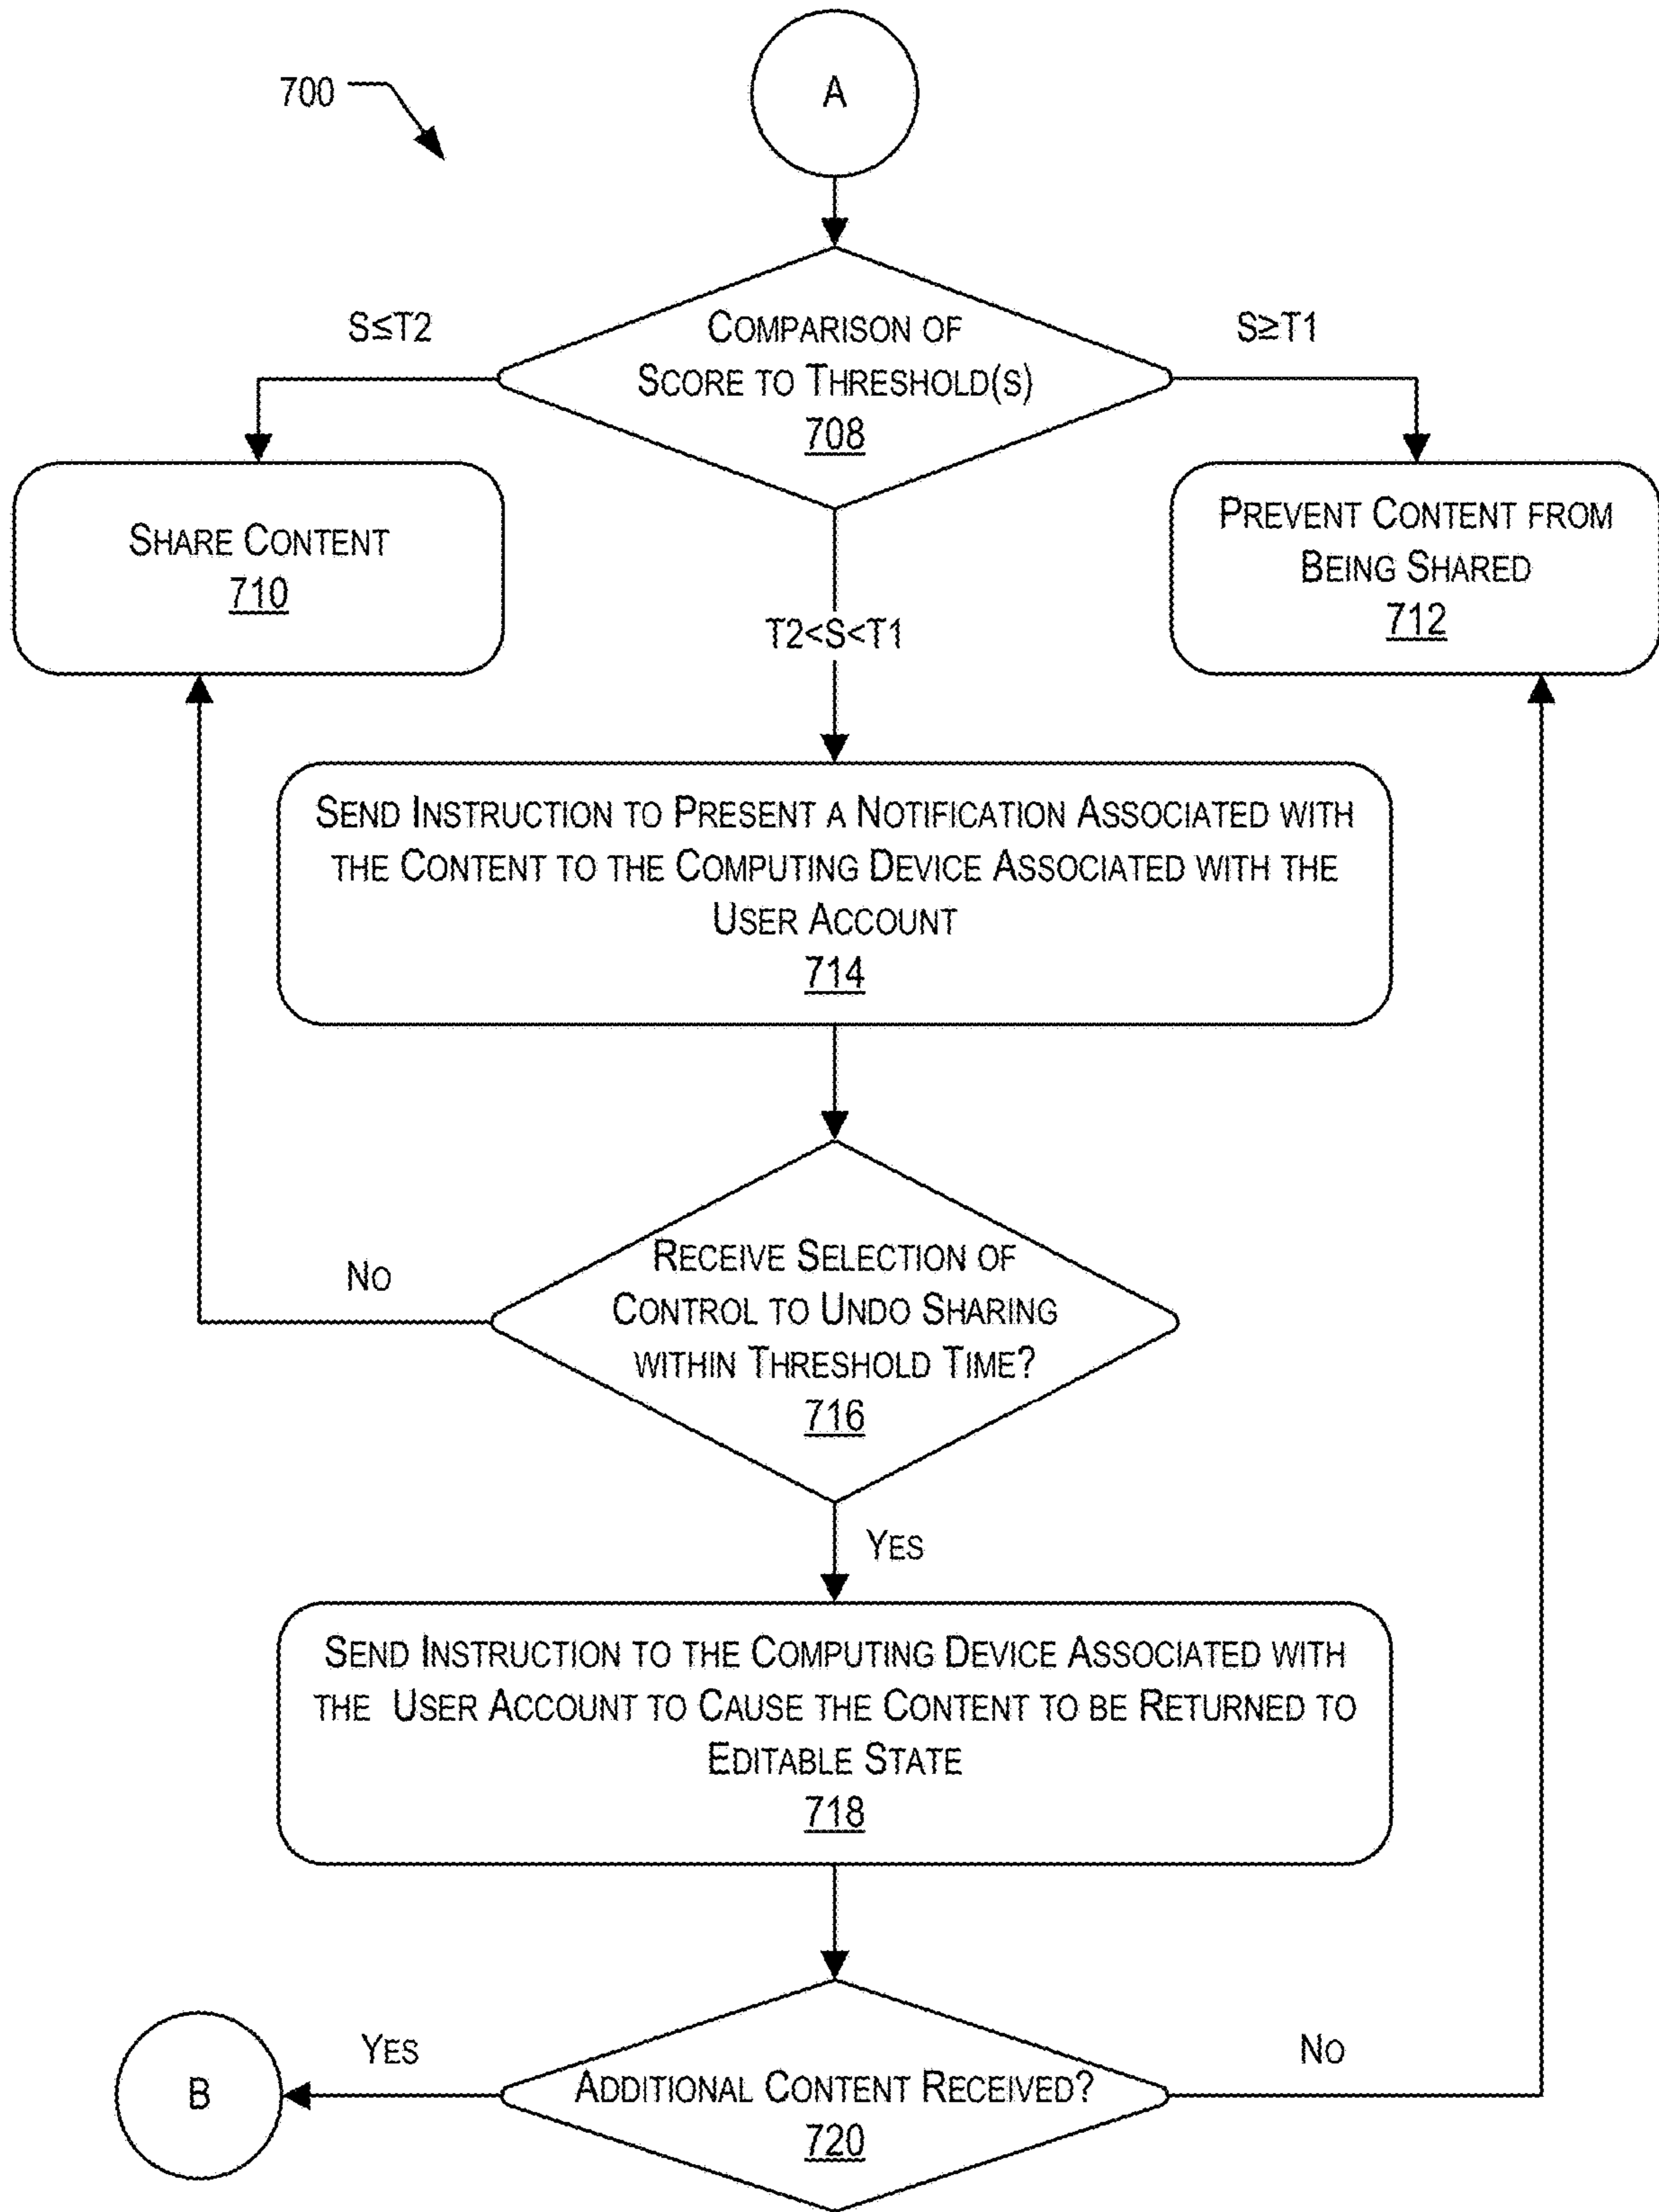 700
A
S≤T2
COMPARISON OF
SCORE TO THRESHOLD(S)
708
S≥T1
SHARE CONTENT
710
PREVENT CONTENT FROM
BEING SHARED
712
T2<S<T1
SEND INSTRUCTION TO PRESENT A NOTIFICATION ASSOCIATED WITH
THE CONTENT TO THE COMPUTING DEVICE ASSOCIATED WITH THE
USER ACCOUNT
714
NO
RECEIVE SELECTION OF
CONTROL TO UNDO SHARING
WITHIN THRESHOLD TIME?
716
YES
SEND INSTRUCTION TO THE COMPUTING DEVICE ASSOCIATED WITH
THE USER ACCOUNT TO CAUSE THE CONTENT TO BE RETURNED TO
EDITABLE STATE
718
B
YES
ADDITIONAL CONTENT RECEIVED?
720
NO